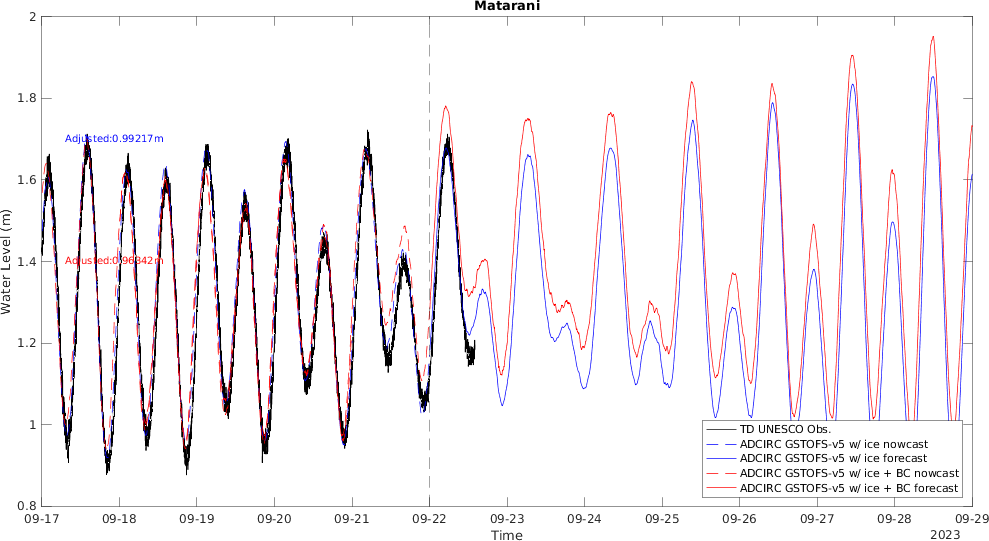 Matarani
2
1.8
1.6
1.4
1.2
1
0.8
Water Level (m)
Adjusted:0.99217m
Adjusted:0.96842m
TD UNESCO Obs.
ADCIRC GSTOFS-v5 w/ ice nowcast
ADCIRC GSTOFS-v5 w/ ice forecast
ADCIRC GSTOFS-v5 w/ ice + BC nowcast
ADCIRC GSTOFS-v5 w/ ice + BC forecast
09-17 09-18 09-19 09-20 09-21 09-22 09-23 09-24 09-25 09-26 09-27 09-28 09-29
Time
2023